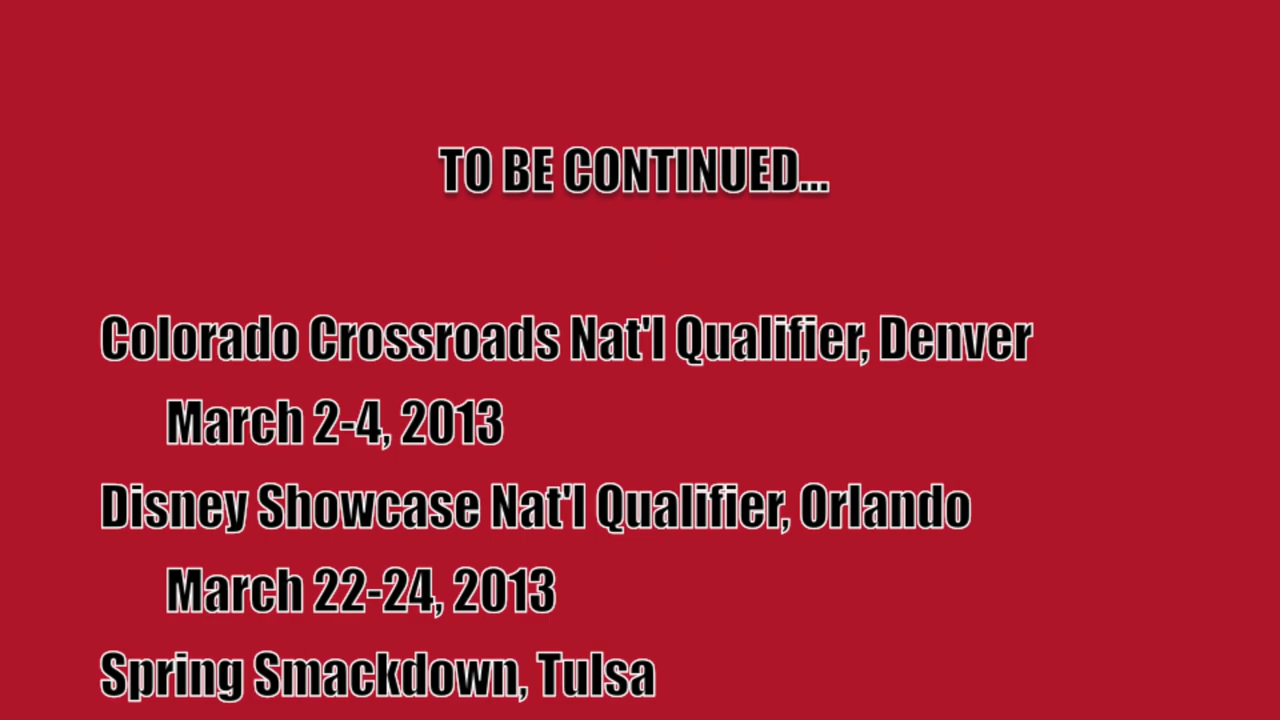 TO BE CONTINUED...
Colorado Crossroads Nat'l Qualifier, Denver
March 2-4, 2013
Disney Showcase Nat'l Qualifier, Orlando
March 22-24, 2013
Spring Smackdown, Tulsa